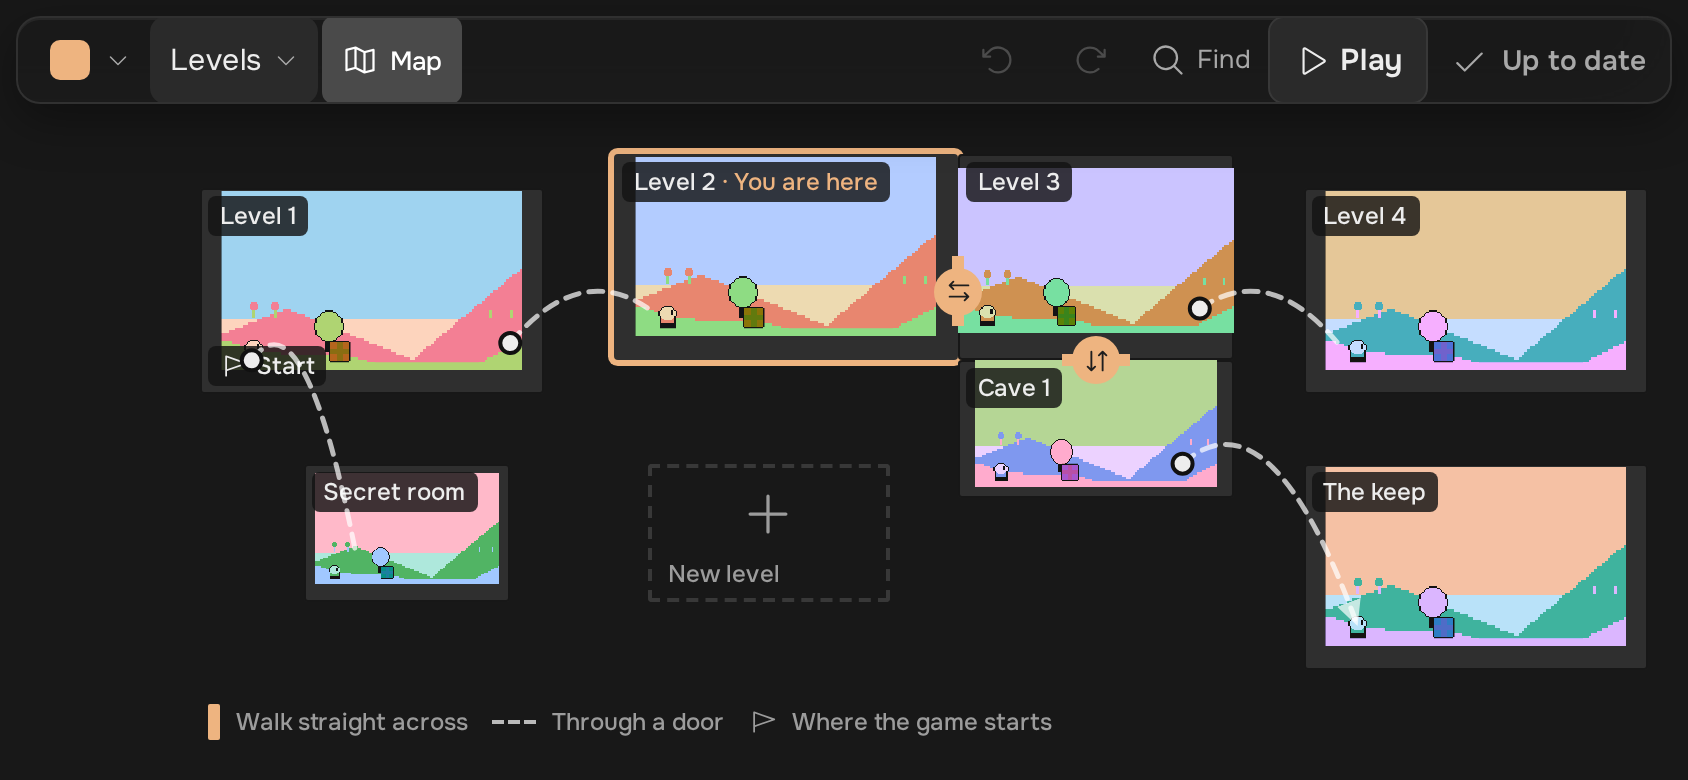 Levels
Map
Find
Play
Up to date
Level 1
Level 2 · You are here
Level 3
Level 4
Start
Cave 1
Secret room
New level
The keep
Walk straight across
Through a door
Where the game starts